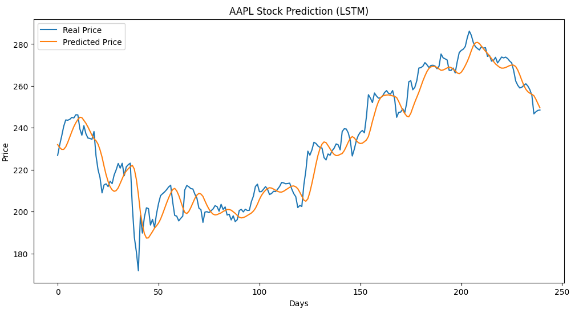 AAPL Stock Prediction (LSTM)
Real Price
Predicted Price
280
260
240
220
200
180
Price
0 50 100 150 200 250
Days